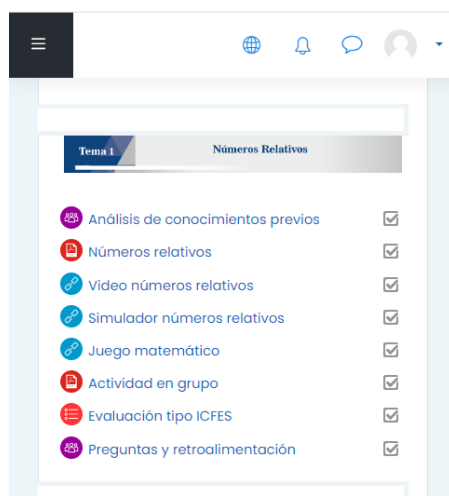 Tema 1
Números Relativos
Análisis de conocimientos previos
Números relativos
Video números relativos
Simulador números relativos
Juego matemático
Actividad en grupo
Evaluación tipo ICFES
Preguntas y retroalimentación